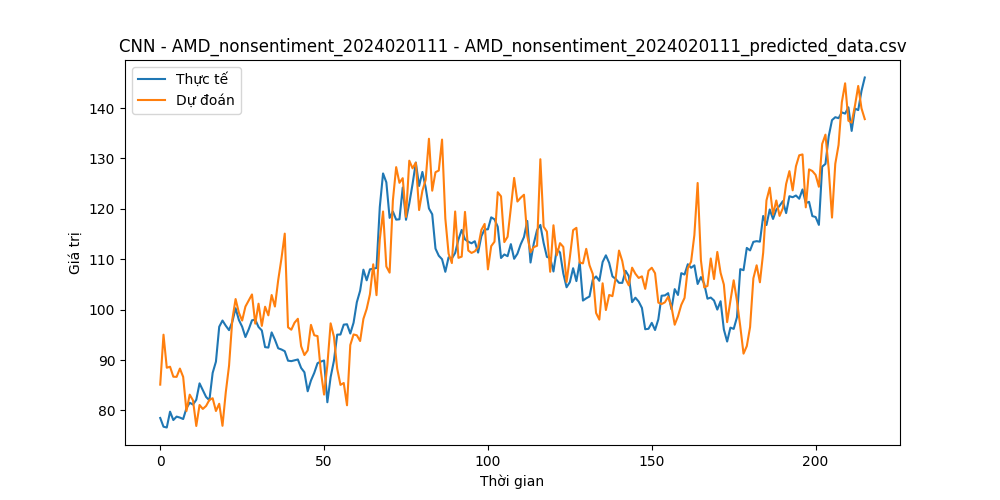 CNN - AMD_nonsentiment_2024020111 - AMD_nonsentiment_2024020111_predicted_data.csv
Thực tế
Dự đoán
Giá trị
140
130
120
110
100
90
80
0 50 100 150 200
Thời gian